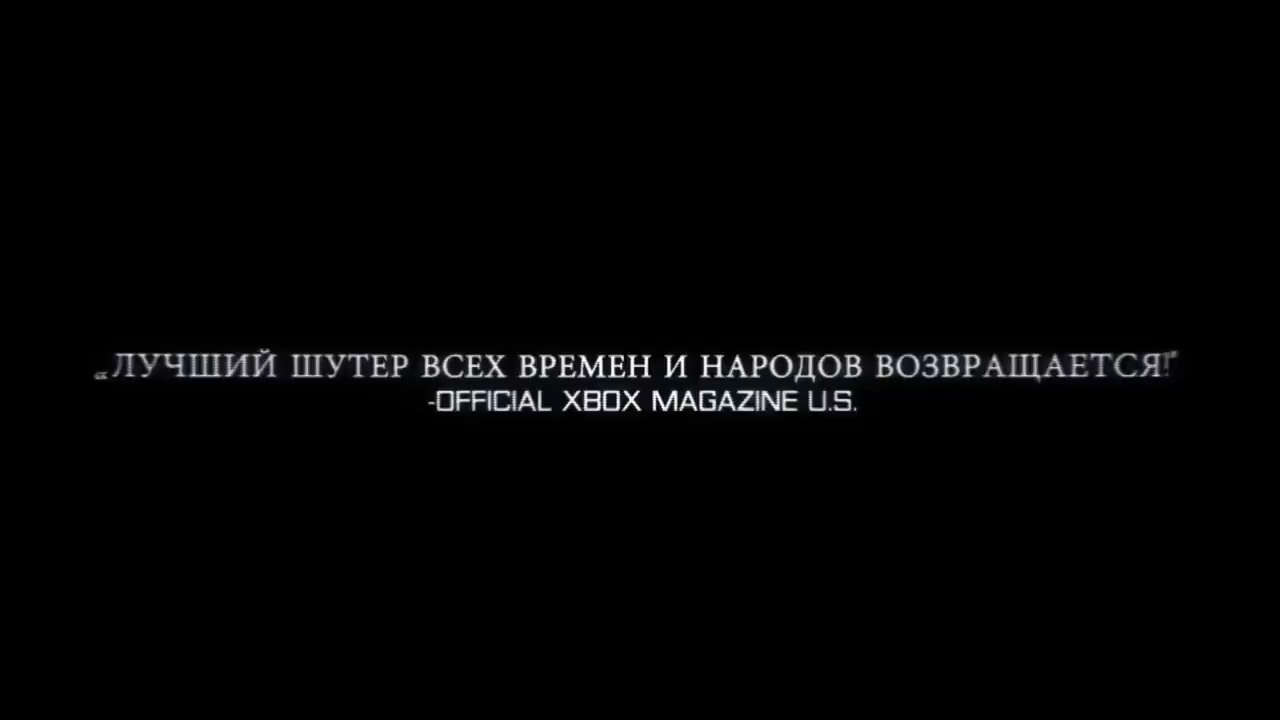 „ЛУЧШИЙ ШУТЕР ВСЕХ ВРЕМЕН И НАРОДОВ ВОЗВРАЩАЕТСЯ!"
-OFFICIAL XBOX MAGAZINE U.S.